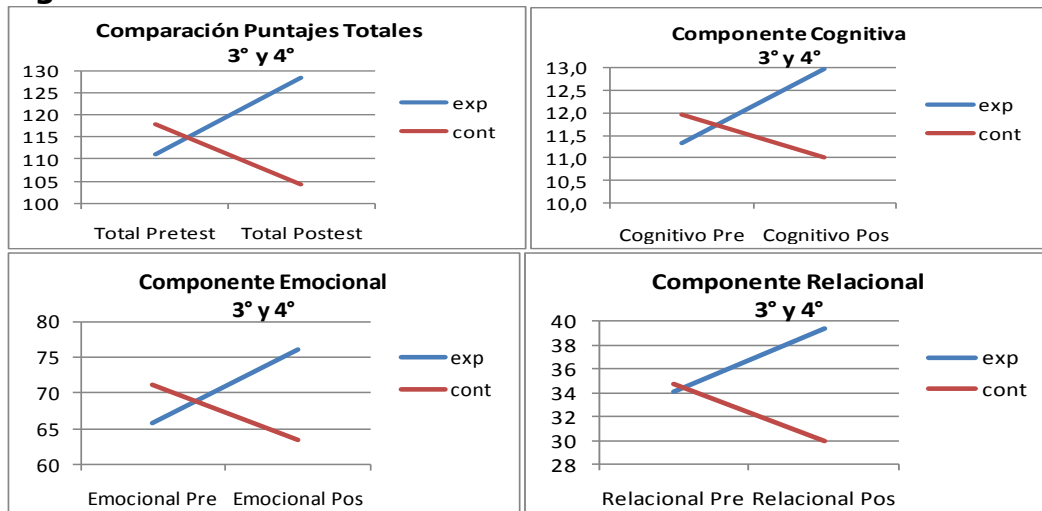 Comparación Puntajes Totales
3° y 4°
130
125
120
115
110
105
100
Total Pretest Total Postest
exp
cont
Componente Cognitiva
3° y 4°
13,0
12,5
12,0
11,5
11,0
10,5
10,0
Cognitivo Pre Cognitivo Pos
exp
cont
Componente Emocional
3° y 4°
80
75
70
65
60
Emocional Pre Emocional Pos
exp
cont
Componente Relacional
3° y 4°
40
38
36
34
32
30
28
Relacional Pre Relacional Pos
exp
cont